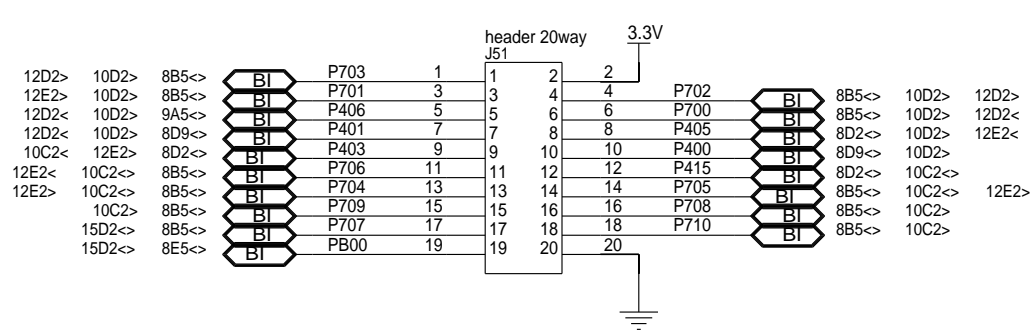 header 20way 3.3V
J51
12D2> 10D2> 8B5<> BI P703 1 1 2 2
12E2> 10D2> 8B5<> BI P701 3 3 4 4 P702 BI 8B5<> 10D2> 12D2>
12D2< 10D2> 9A5<> BI P406 5 5 6 6 P700 BI 8B5<> 10D2> 12D2<
12D2< 10D2> 8D9<> BI P401 7 7 8 8 P405 BI 8D2<> 10D2> 12E2<
10C2< 12E2> 8D2<> BI P403 9 9 10 10 P400 BI 8D9<> 10D2>
12E2< 10C2<> 8B5<> BI P706 11 11 12 12 P415 BI 8D2<> 10C2<>
12E2> 10C2<> 8B5<> BI P704 13 13 14 14 P705 BI 8B5<> 10C2<> 12E2>
10C2> 8B5<> BI P709 15 15 16 16 P708 BI 8B5<> 10C2>
15D2<> 8B5<> BI P707 17 17 18 18 P710 BI 8B5<> 10C2>
15D2<> 8E5<> BI PB00 19 19 20 20